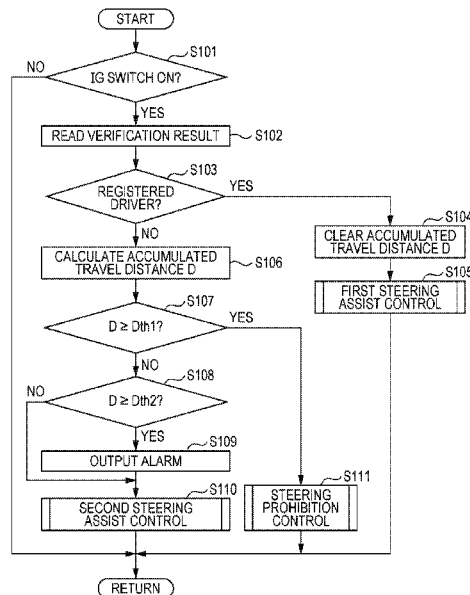 START
S101
NO
IG SWITCH ON?
YES
READ VERIFICATION RESULT
S102
S103
REGISTERED
DRIVER?
YES
NO
S104
CLEAR ACCUMULATED
TRAVEL DISTANCE D
CALCULATE ACCUMULATED
TRAVEL DISTANCE D
S106
S105
FIRST STEERING
ASSIST CONTROL
S107
D ≥ Dth1?
YES
NO
S108
NO
D ≥ Dth2?
YES
S109
OUTPUT ALARM
S110
SECOND STEERING
ASSIST CONTROL
S111
STEERING
PROHIBITION
CONTROL
RETURN